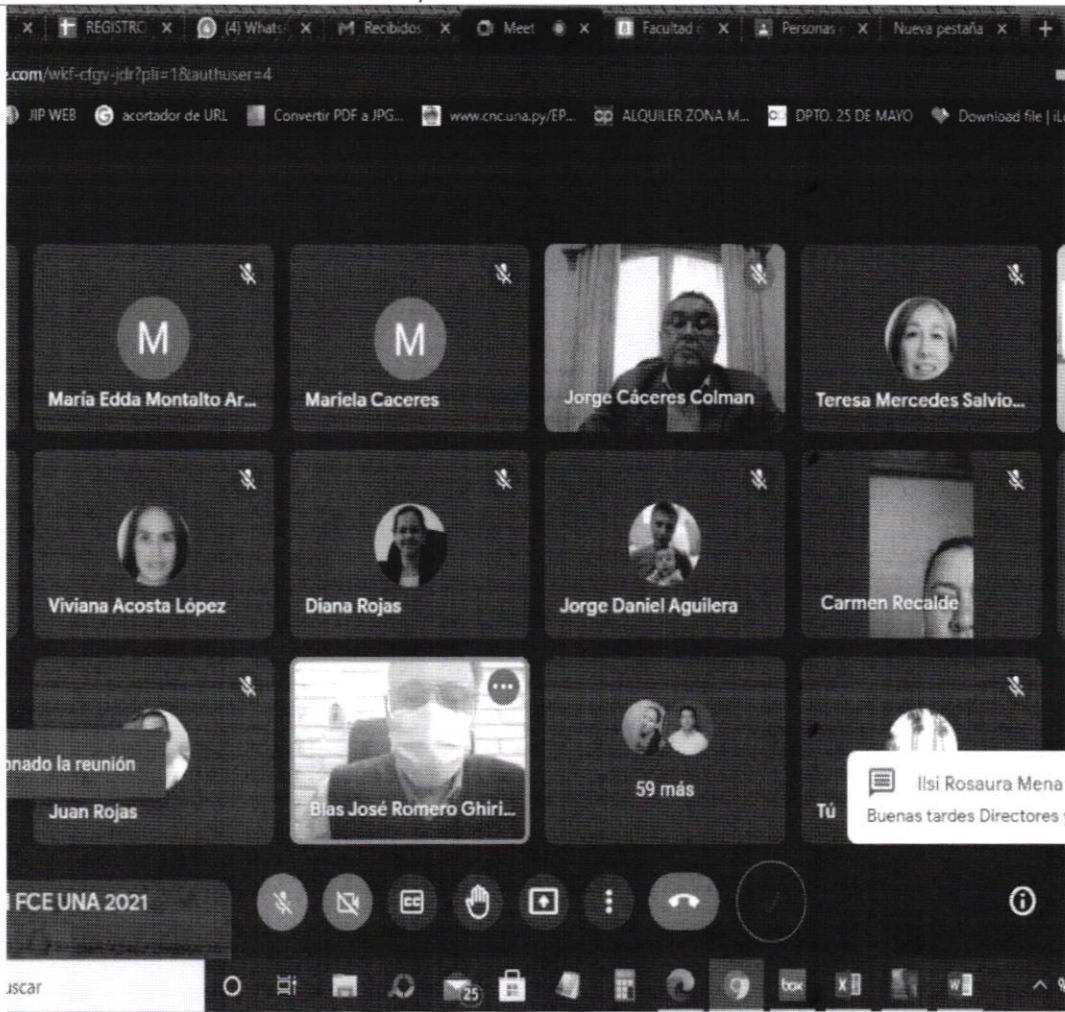 REGISTRO (4) Whats Recibidos Meet Facultad Personas Nueva pestaña
.com/wkf-cfgv-jdr?pli=1&authuser=4
JIP WEB acortador de URL Convertir PDF a JPG... www.cnc.una.py/EP... ALQUILER ZONA M... DPTO. 25 DE MAYO Download file | iLo
M M
María Edda Montalto Ar... Mariela Caceres Jorge Cáceres Colman Teresa Mercedes Salvio...
Viviana Acosta López Diana Rojas Jorge Daniel Aguilera Carmen Recalde
onado la reunión
Juan Rojas Blas José Romero Ghiri... 59 más Tú
Ilsi Rosaura Mena
Buenas tardes Directores y
FCE UNA 2021
CC
uscar
25
box